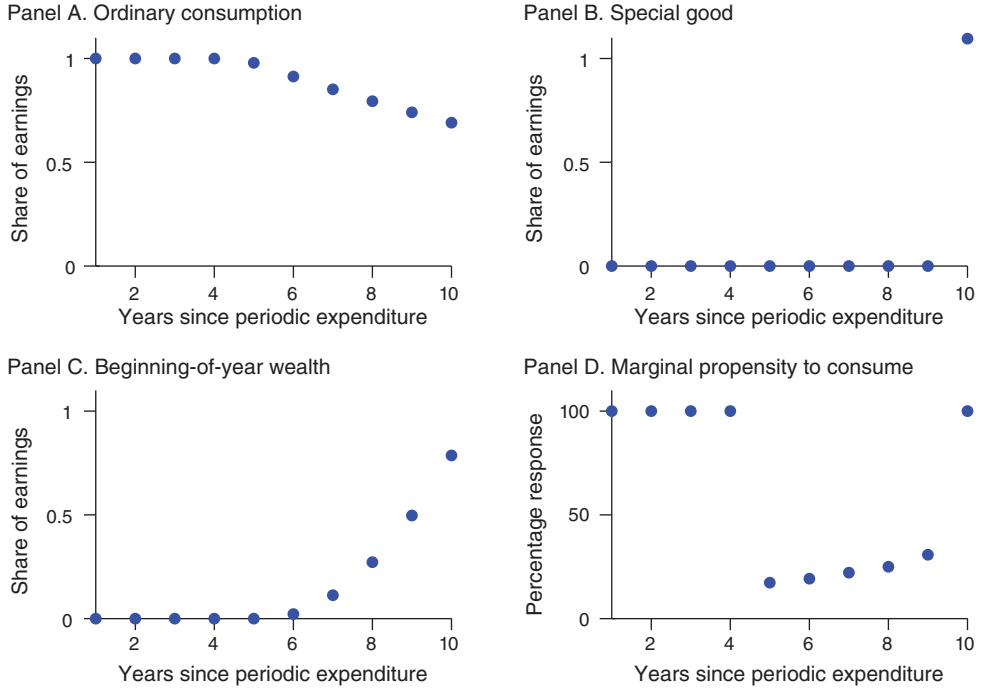 Panel A. Ordinary consumption
Share of earnings
1
0.5
0
2 4 6 8 10
Years since periodic expenditure
Panel B. Special good
Share of earnings
1
0.5
0
2 4 6 8 10
Years since periodic expenditure
Panel C. Beginning-of-year wealth
Share of earnings
1
0.5
0
2 4 6 8 10
Years since periodic expenditure
Panel D. Marginal propensity to consume
Percentage response
100
50
0
2 4 6 8 10
Years since periodic expenditure